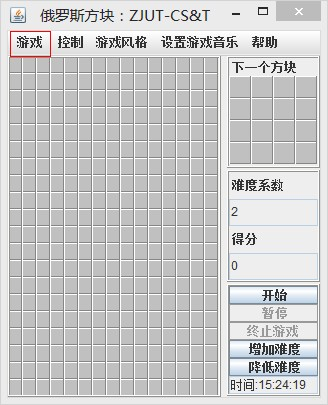 俄罗斯方块：ZJUT-CS&T
游戏 控制 游戏风格 设置游戏音乐 帮助
下一个方块
难度系数
2
得分
0
开始
暂停
终止游戏
增加难度
降低难度
时间:15:24:19